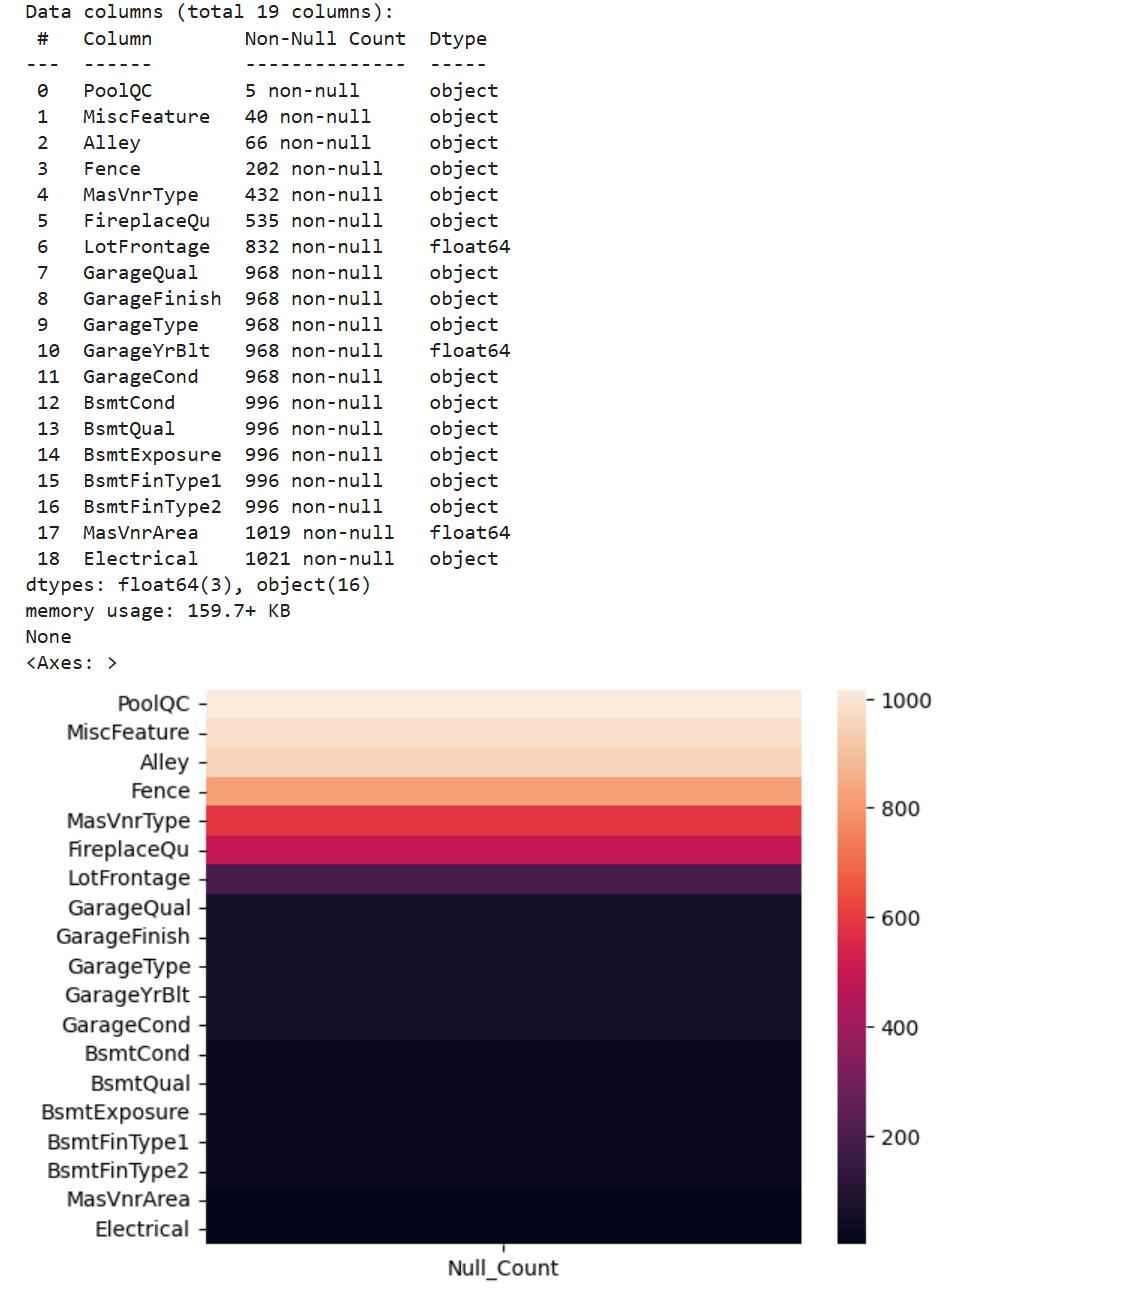 Data columns (total 19 columns):
 #   Column        Non-Null Count  Dtype
---  ------        --------------  -----
 0   PoolQC        5 non-null      object
 1   MiscFeature   40 non-null     object
 2   Alley         66 non-null     object
 3   Fence         202 non-null    object
 4   MasVnrType    432 non-null    object
 5   FireplaceQu   535 non-null    object
 6   LotFrontage   832 non-null    float64
 7   GarageQual    968 non-null    object
 8   GarageFinish  968 non-null    object
 9   GarageType    968 non-null    object
 10  GarageYrBlt   968 non-null    float64
 11  GarageCond    968 non-null    object
 12  BsmtCond      996 non-null    object
 13  BsmtQual      996 non-null    object
 14  BsmtExposure  996 non-null    object
 15  BsmtFinType1  996 non-null    object
 16  BsmtFinType2  996 non-null    object
 17  MasVnrArea    1019 non-null   float64
 18  Electrical    1021 non-null   object
dtypes: float64(3), object(16)
memory usage: 159.7+ KB
None
<Axes: >
PoolQC
MiscFeature
Alley
Fence
MasVnrType
FireplaceQu
LotFrontage
GarageQual
GarageFinish
GarageType
GarageYrBlt
GarageCond
BsmtCond
BsmtQual
BsmtExposure
BsmtFinType1
BsmtFinType2
MasVnrArea
Electrical
Null_Count
1000
800
600
400
200